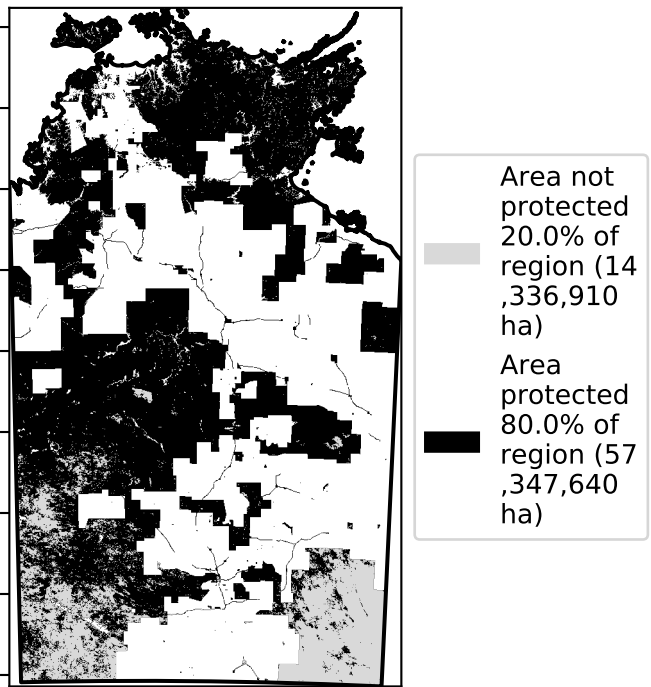 Area not
protected
20.0% of
region (14
,336,910
ha)
Area
protected
80.0% of
region (57
,347,640
ha)